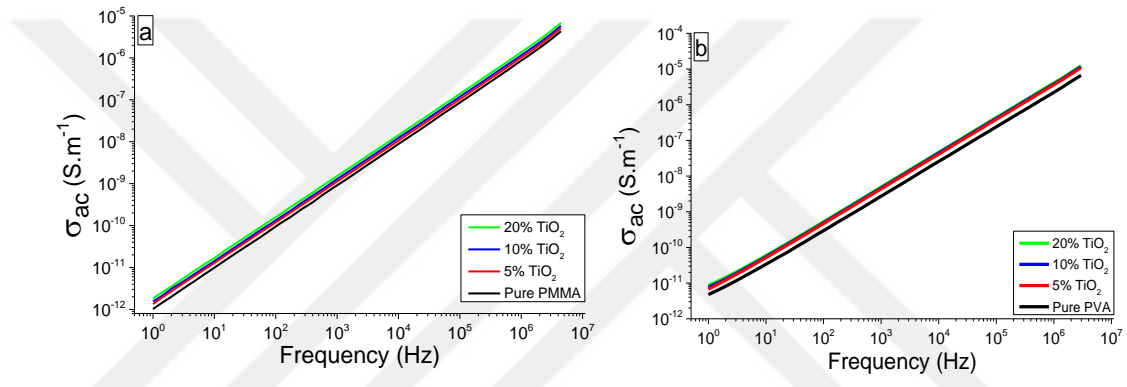 a
σac (S.m-1)
10-5
10-6
10-7
10-8
10-9
10-10
10-11
10-12
20% TiO2
10% TiO2
5% TiO2
Pure PMMA
100 101 102 103 104 105 106 107
Frequency (Hz)
b
σac (S.m-1)
10-4
10-5
10-6
10-7
10-8
10-9
10-10
10-11
10-12
20% TiO2
10% TiO2
5% TiO2
Pure PVA
100 101 102 103 104 105 106 107
Frequency (Hz)